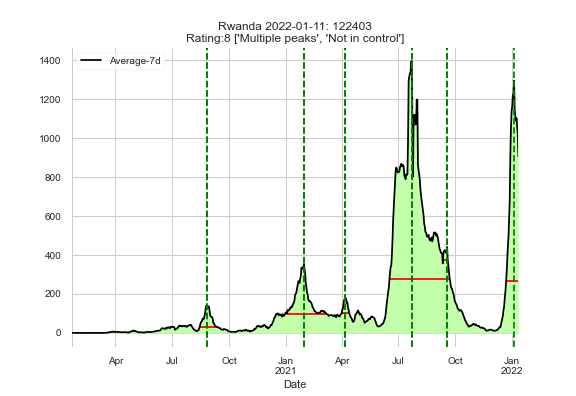 Rwanda 2022-01-11: 122403
Rating:8 ['Multiple peaks', 'Not in control']
Average-7d
1400
1200
1000
800
600
400
200
0
Apr Jul Oct Jan Apr Jul Oct Jan
2021 2022
Date